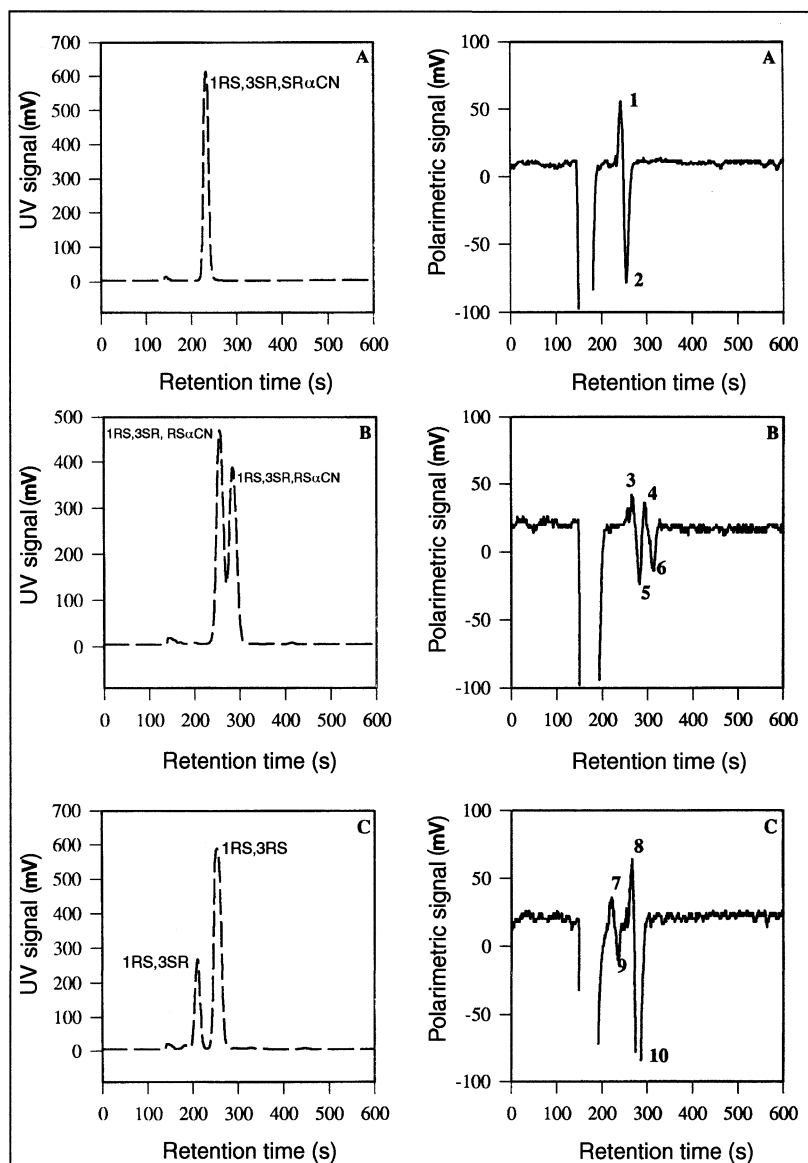 A
UV signal (mV)
700
600
500
400
300
200
100
0
1RS,3SR,SRαCN
0 100 200 300 400 500 600
Retention time (s)
A
Polarimetric signal (mV)
100
50
0
-50
-100
1
2
0 100 200 300 400 500 600
Retention time (s)
B
UV signal (mV)
500
400
300
200
100
0
1RS,3SR, RSαCN
1RS,3SR,RSαCN
0 100 200 300 400 500 600
Retention time (s)
B
Polarimetric signal (mV)
100
50
0
-50
-100
3
4
5
6
0 100 200 300 400 500 600
Retention time (s)
C
UV signal (mV)
700
600
500
400
300
200
100
0
1RS,3RS
1RS,3SR
0 100 200 300 400 500 600
Retention time (s)
C
Polarimetric signal (mV)
100
50
0
-50
-100
7
8
9
10
0 100 200 300 400 500 600
Retention time (s)